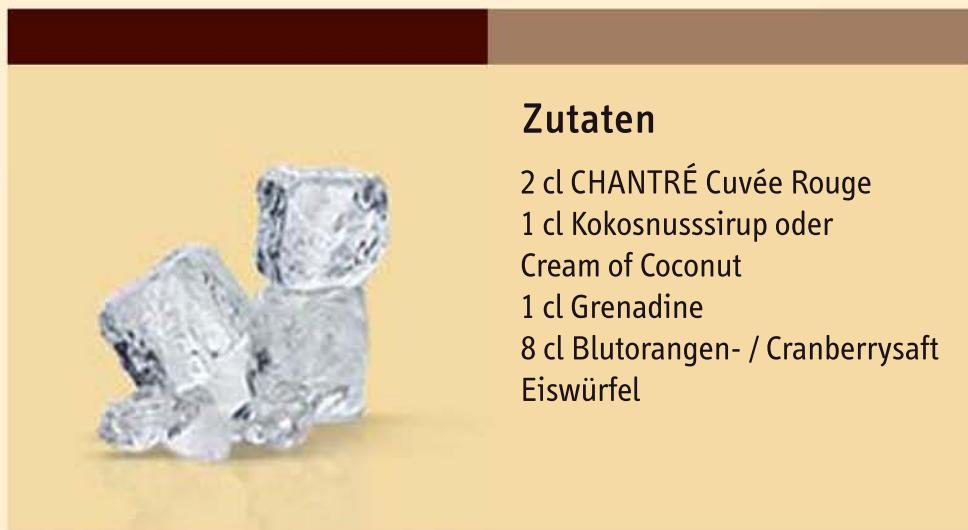 Zutaten
2 cl CHANTRÉ Cuvée Rouge
1 cl Kokosnusssirup oder
Cream of Coconut
1 cl Grenadine
8 cl Blutorangen- / Cranberrysaft
Eiswürfel